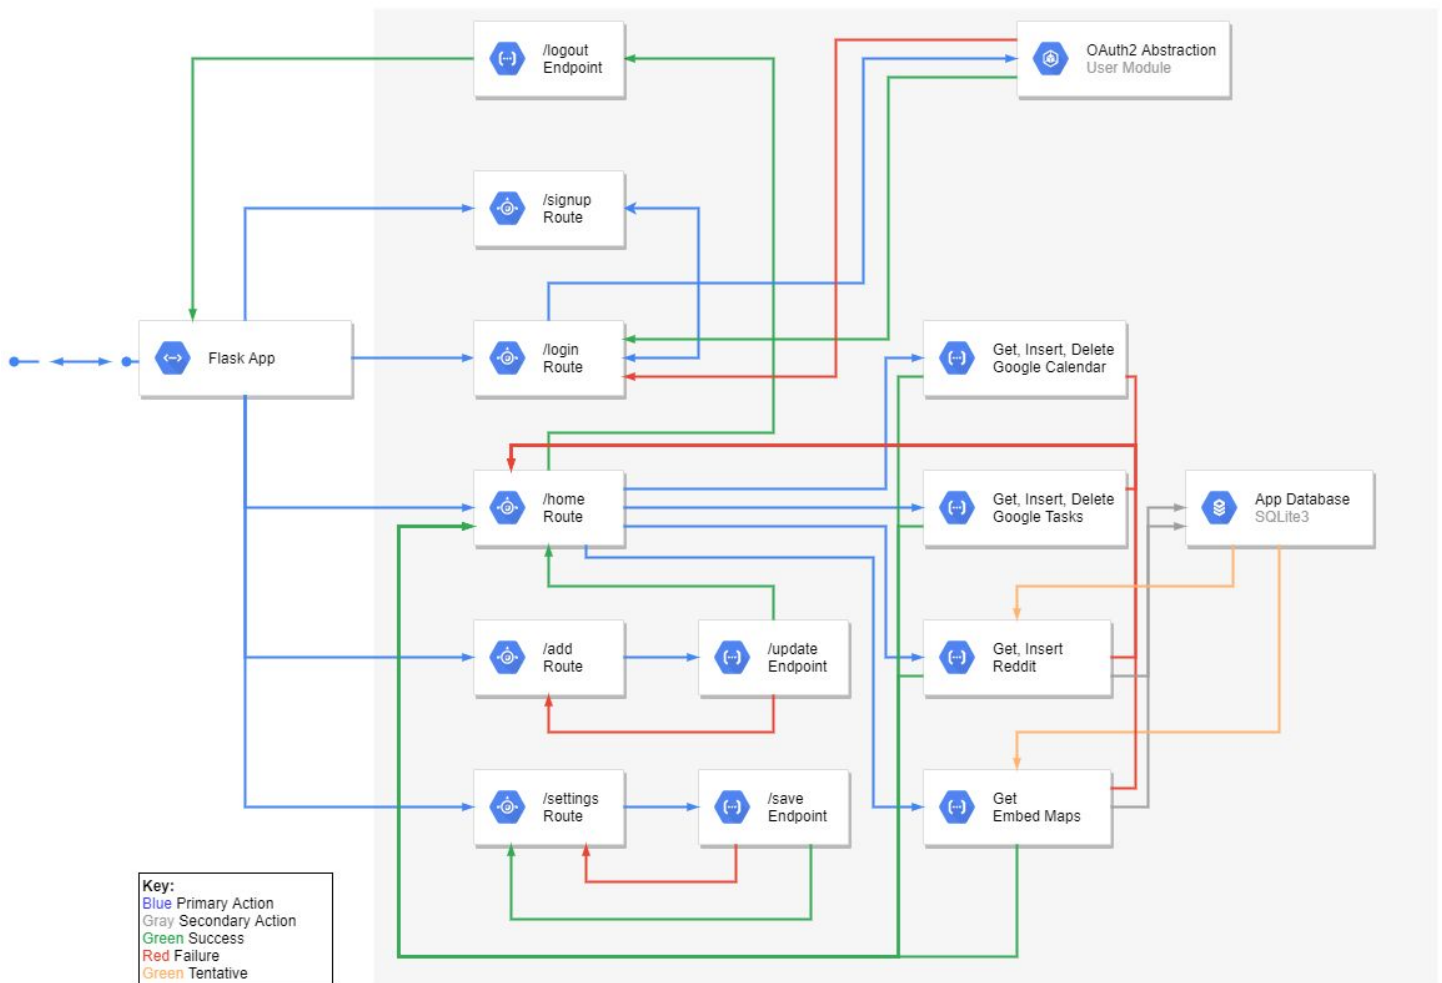 /logout
Endpoint
OAuth2 Abstraction
User Module
/signup
Route
Flask App
/login
Route
Get, Insert, Delete
Google Calendar
/home
Route
Get, Insert, Delete
Google Tasks
App Database
SQLite3
/add
Route
/update
Endpoint
Get, Insert
Reddit
/settings
Route
/save
Endpoint
Get
Embed Maps
Key:
Blue Primary Action
Gray Secondary Action
Green Success
Red Failure
Green Tentative